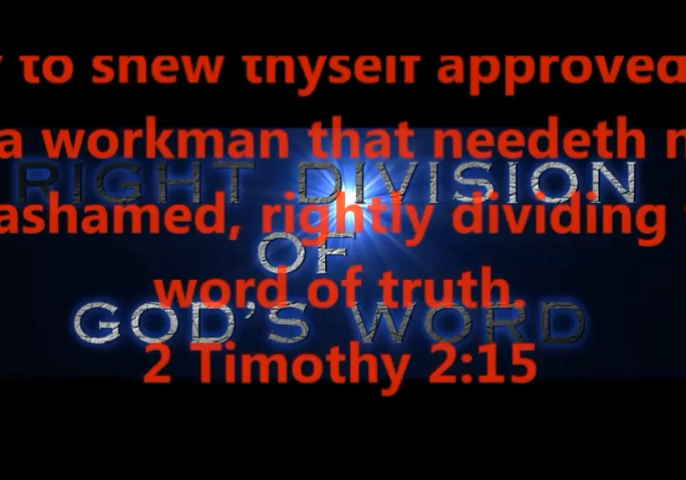 to shew thyself approved
a workman that needeth
RIGHT DIVISION
ashamed, rightly dividing
OF
word of truth.
GOD'S WORD
2 Timothy 2:15